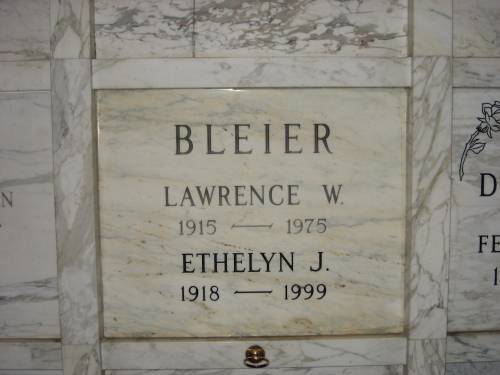 BLEIER
LAWRENCE W.
1915 — 1975
ETHELYN J.
1918 — 1999